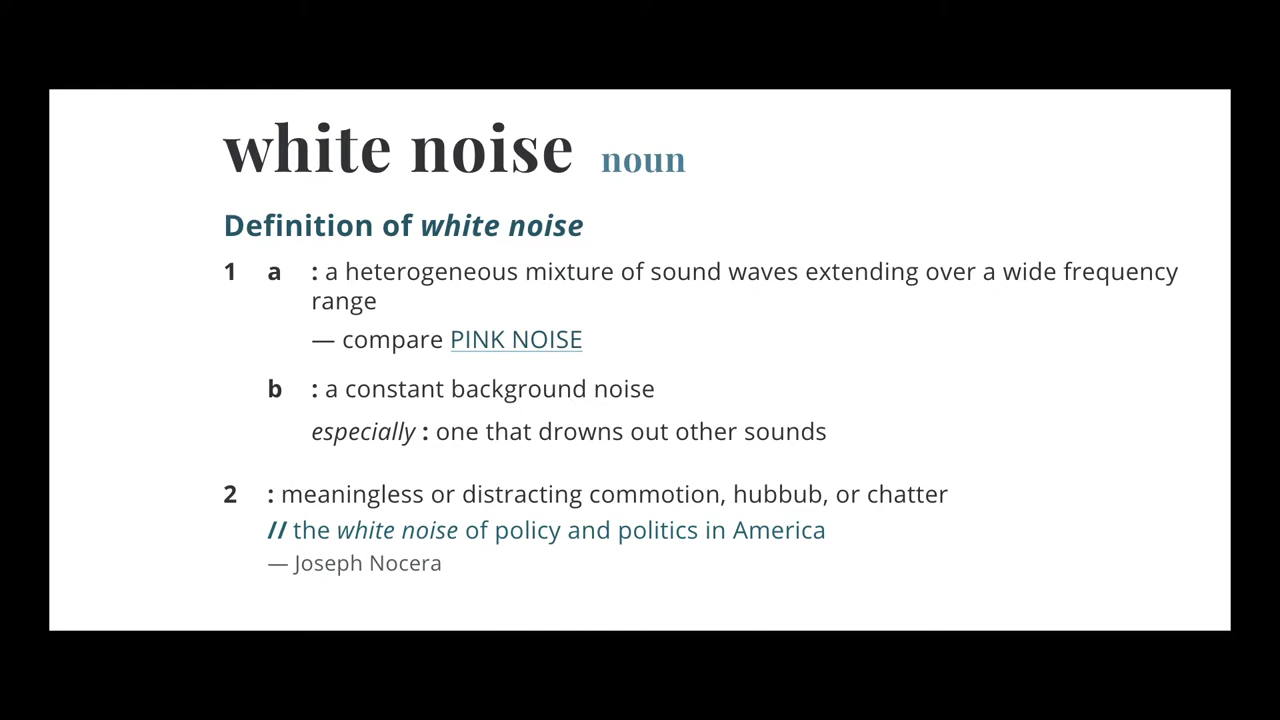 white noise noun
Definition of white noise
1 a : a heterogeneous mixture of sound waves extending over a wide frequency
range
— compare PINK NOISE
b : a constant background noise
especially : one that drowns out other sounds
2 : meaningless or distracting commotion, hubbub, or chatter
// the white noise of policy and politics in America
— Joseph Nocera